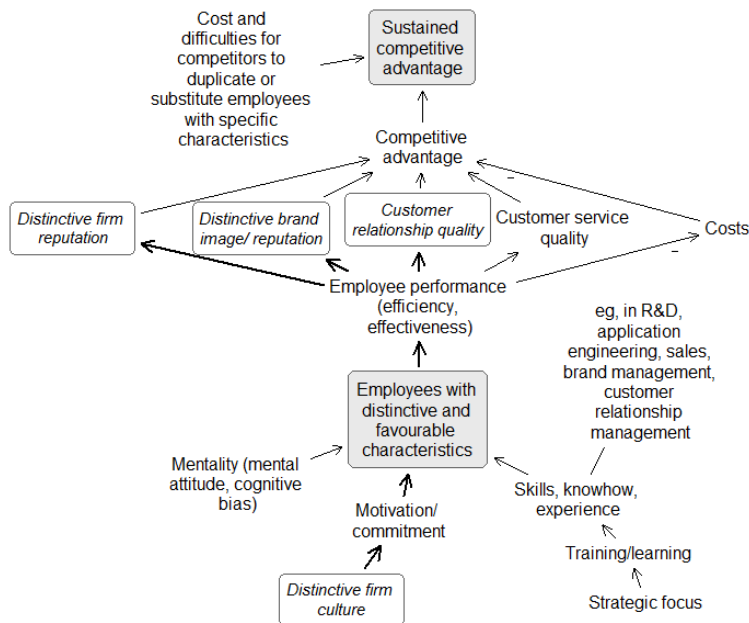 Cost and
difficulties for
competitors to
duplicate or
substitute employees
with specific
characteristics
Sustained
competitive
advantage
Competitive
advantage
–
Distinctive firm
reputation
Distinctive brand
image/ reputation
Customer
relationship quality
Customer service
quality
Costs
–
Employee performance
(efficiency,
effectiveness)
eg, in R&D,
application
engineering, sales,
brand management,
customer
relationship
management
Employees with
distinctive and
favourable
characteristics
Mentality (mental
attitude, cognitive
bias)
Skills, knowhow,
experience
Motivation/
commitment
Training/learning
Distinctive firm
culture
Strategic focus